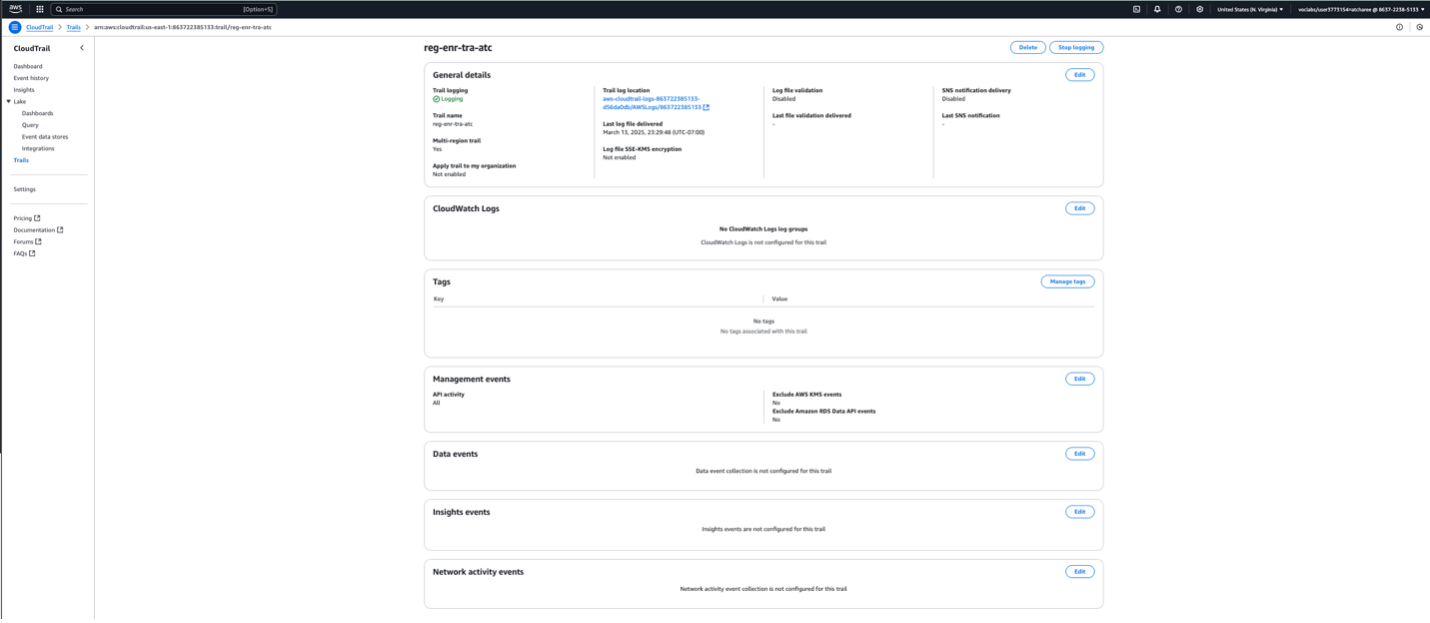 aws
Search [Option+S] United States (N. Virginia) voclabs/user3773154=atcharee @ 8637-2238-5133
CloudTrail > Trails > arn:aws:cloudtrail:us-east-1:863722385133:trail/reg-enr-tra-atc
CloudTrail
Dashboard
Event history
Insights
Lake
Dashboards
Query
Event data stores
Integrations
Trails
Settings
Pricing
Documentation
Forums
FAQs
reg-enr-tra-atc
Delete Stop logging
General details
Edit
Trail logging
Logging
Trail name
reg-enr-tra-atc
Multi-region trail
Yes
Apply trail to my organization
Not enabled
Trail log location
aws-cloudtrail-logs-863722385133-
d56da0db/AWSLogs/863722385133
Last log file delivered
March 13, 2025, 23:29:48 (UTC-07:00)
Log file SSE-KMS encryption
Not enabled
Log file validation
Disabled
Last file validation delivered
-
SNS notification delivery
Disabled
Last SNS notification
-
CloudWatch Logs
Edit
No CloudWatch Logs log groups
CloudWatch Logs is not configured for this trail
Tags
Manage tags
Key Value
No tags
No tags associated with this trail
Management events
Edit
API activity
All
Exclude AWS KMS events
No
Exclude Amazon RDS Data API events
No
Data events
Edit
Data event collection is not configured for this trail
Insights events
Edit
Insights events are not configured for this trail
Network activity events
Edit
Network activity event collection is not configured for this trail